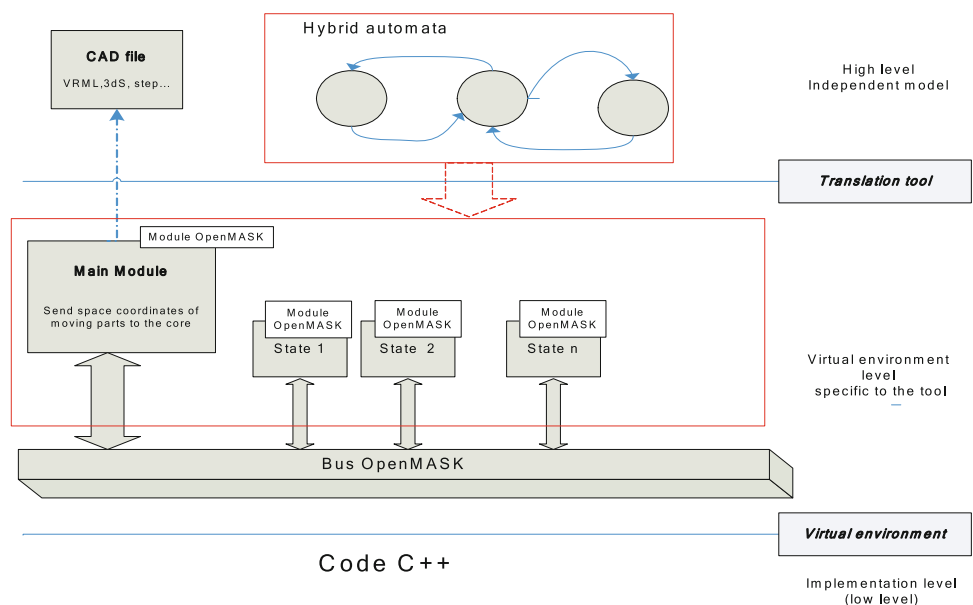 Hybrid automata
CAD file
VRML,3dS, step...
High level
Independent model
Translation tool
Module OpenMASK
Main Module
Send space coordinates of
moving parts to the core
Module
OpenMASK
State 1
Module
OpenMASK
State 2
Module
OpenMASK
State n
Virtual environment
level
specific to the tool
Bus OpenMASK
Virtual environment
Code C++
Implementation level
(low level)